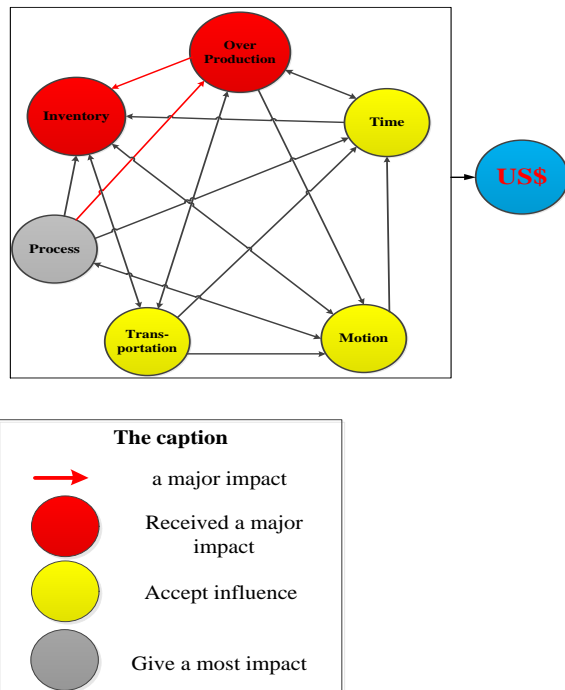 Over
Production
Inventory
Time
US$
Process
Trans-
portation
Motion
The caption
a major impact
Received a major
impact
Accept influence
Give a most impact